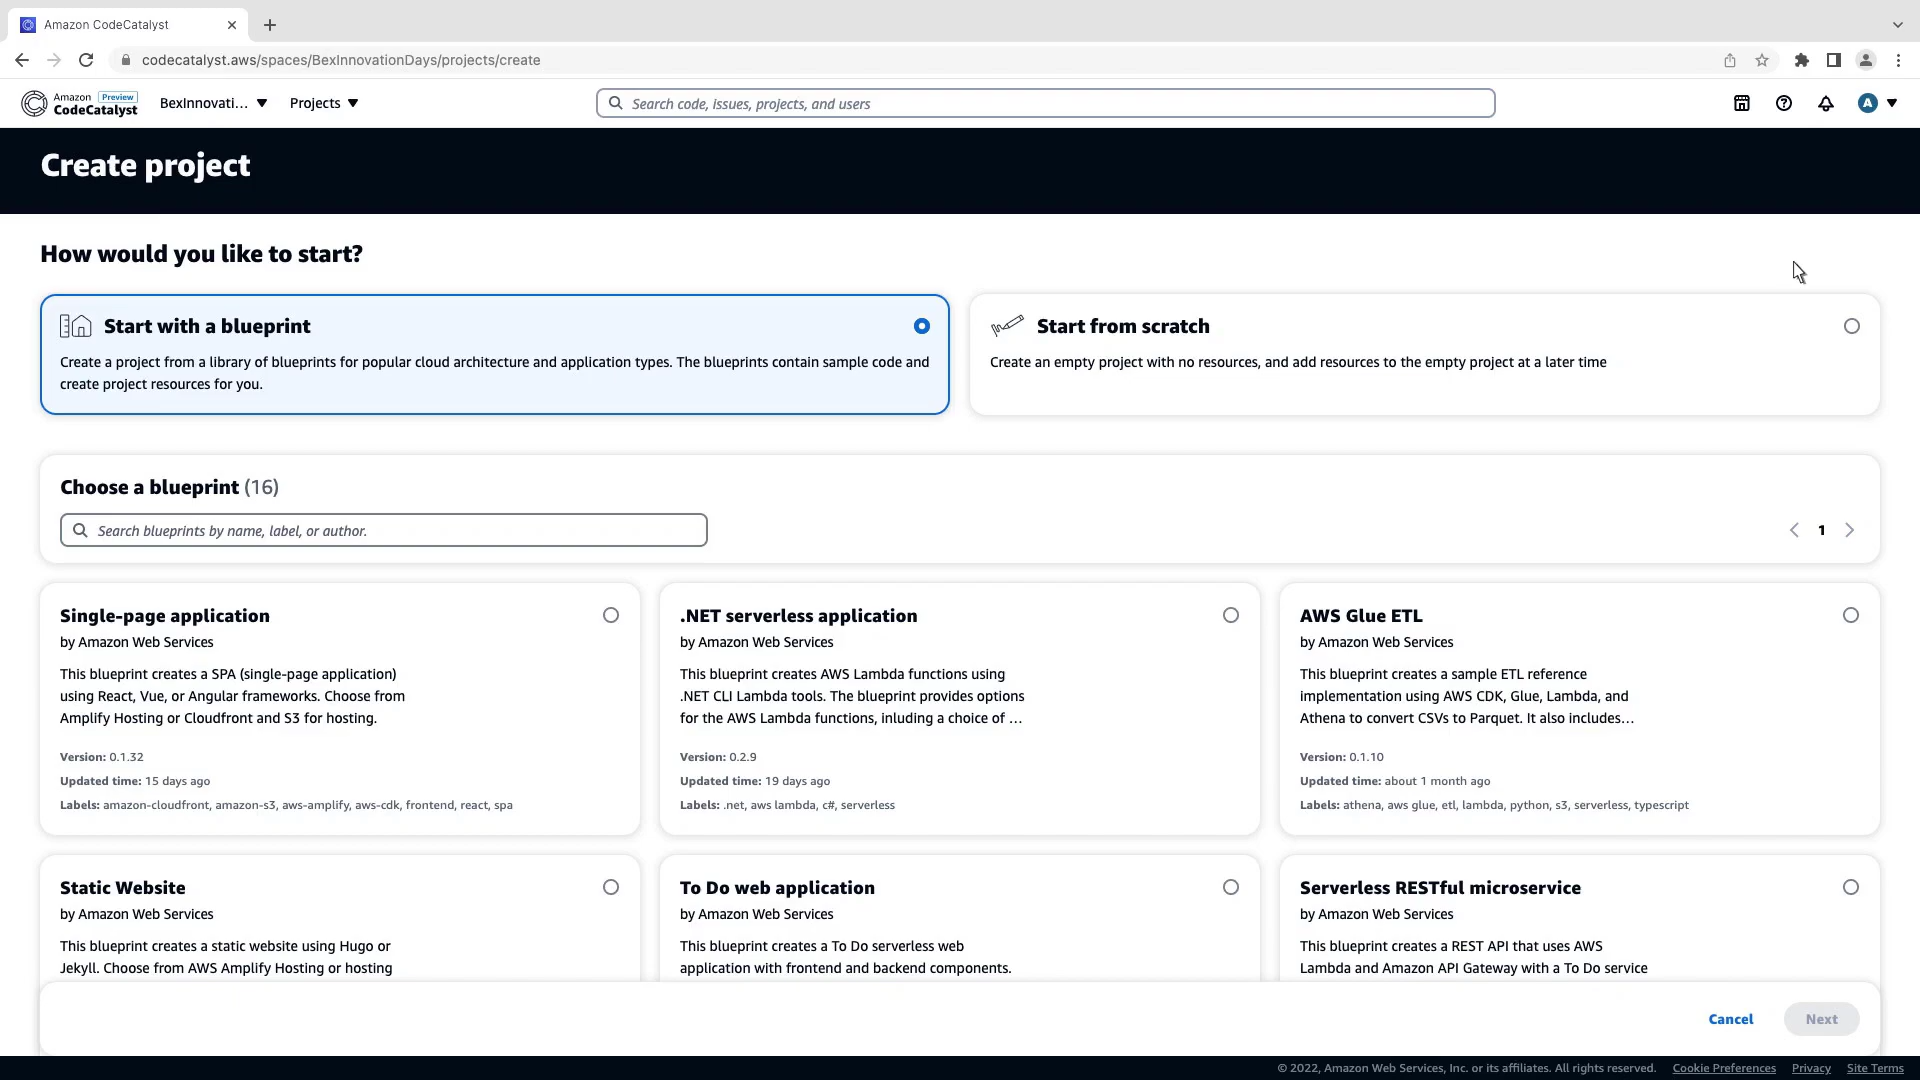 Amazon CodeCatalyst
codecatalyst.aws/spaces/BexInnovationDays/projects/create
Amazon Preview
CodeCatalyst
BexInnovati...
Projects
Search code, issues, projects, and users
A
Create project
How would you like to start?
Start with a blueprint
Create a project from a library of blueprints for popular cloud architecture and application types. The blueprints contain sample code and
create project resources for you.
Start from scratch
Create an empty project with no resources, and add resources to the empty project at a later time
Choose a blueprint (16)
Search blueprints by name, label, or author.
1
Single-page application
by Amazon Web Services
This blueprint creates a SPA (single-page application)
using React, Vue, or Angular frameworks. Choose from
Amplify Hosting or Cloudfront and S3 for hosting.
Version: 0.1.32
Updated time: 15 days ago
Labels: amazon-cloudfront, amazon-s3, aws-amplify, aws-cdk, frontend, react, spa
.NET serverless application
by Amazon Web Services
This blueprint creates AWS Lambda functions using
.NET CLI Lambda tools. The blueprint provides options
for the AWS Lambda functions, inluding a choice of ...
Version: 0.2.9
Updated time: 19 days ago
Labels: .net, aws lambda, c#, serverless
AWS Glue ETL
by Amazon Web Services
This blueprint creates a sample ETL reference
implementation using AWS CDK, Glue, Lambda, and
Athena to convert CSVs to Parquet. It also includes...
Version: 0.1.10
Updated time: about 1 month ago
Labels: athena, aws glue, etl, lambda, python, s3, serverless, typescript
Static Website
by Amazon Web Services
This blueprint creates a static website using Hugo or
Jekyll. Choose from AWS Amplify Hosting or hosting
To Do web application
by Amazon Web Services
This blueprint creates a To Do serverless web
application with frontend and backend components.
Serverless RESTful microservice
by Amazon Web Services
This blueprint creates a REST API that uses AWS
Lambda and Amazon API Gateway with a To Do service
Cancel
Next
© 2022, Amazon Web Services, Inc. or its affiliates. All rights reserved.
Cookie Preferences
Privacy
Site Terms